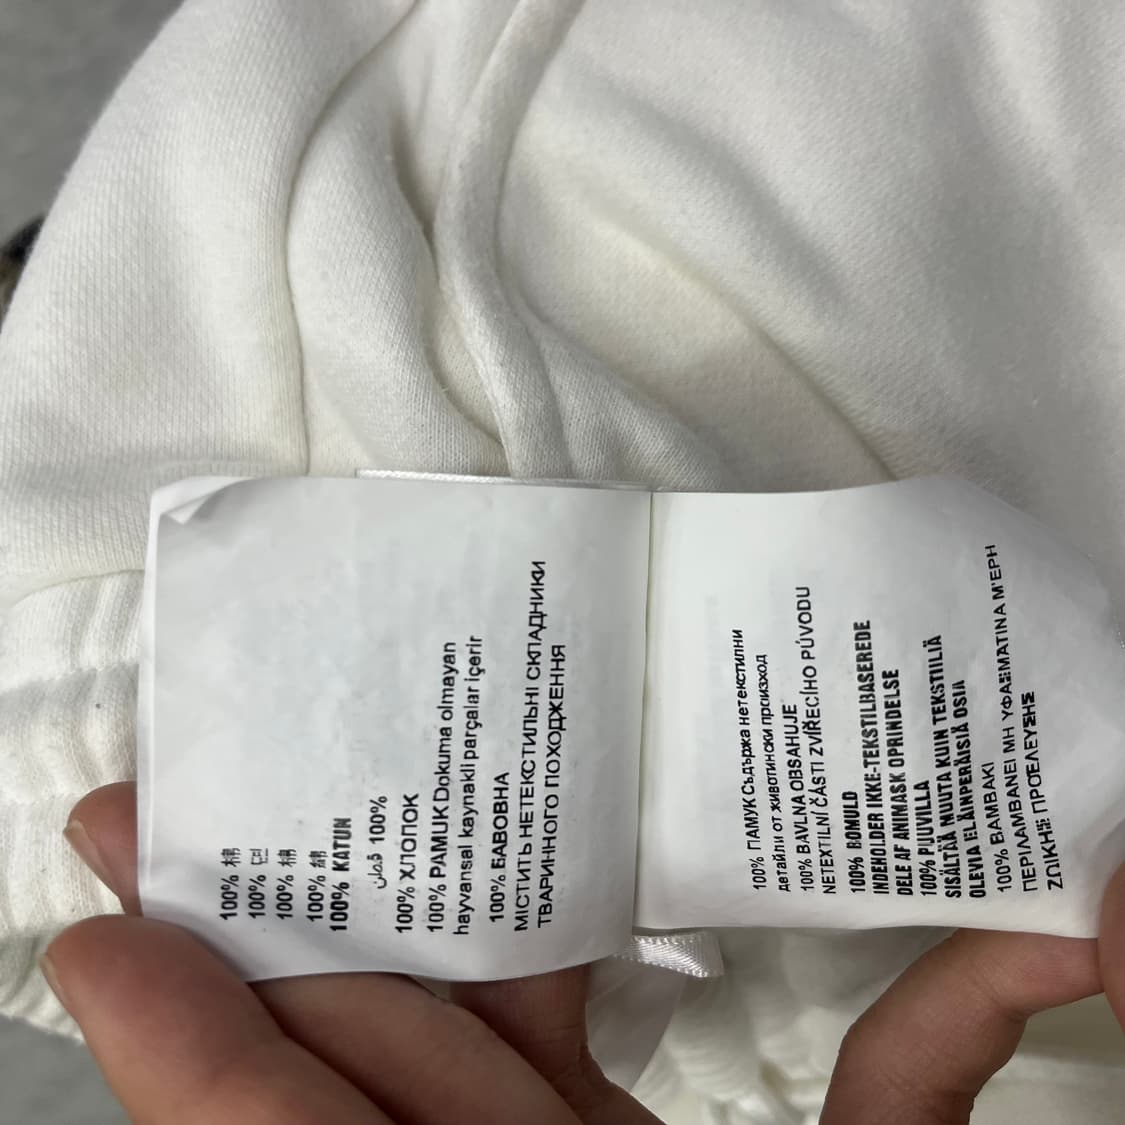 100% 棉
100% 면
100% 棉
100% 綿
100% KATUN
100% قطن
100% ХЛОПОК
100% PAMUK Dokuma olmayan
hayvansal kaynaklı parçalar içerir
100% БАВОВНА
МІСТИТЬ НЕТЕКСТИЛЬНІ СКЛАДНИКИ
ТВАРИННОГО ПОХОДЖЕННЯ
100% ПАМУК Съдържа нетекстилни
детайли от животински произход
100% BAVLNA OBSAHUJE
NETEXTILNÍ ČÁSTI ZVÍŘECÍHO PŮVODU
100% BOMULD
INDEHOLDER IKKE-TEKSTILBASEREDE
DELE AF ANIMASK OPRINDELSE
100% PUUVILLA
SISÄLTÄÄ MUUTA KUIN TEKSTIILIÄ
OLEVIA ELÄINPERÄISIÄ OSIA
100% ΒΑΜΒΑΚΙ
ΠΕΡΙΛΑΜΒΑΝΕΙ ΜΗ ΥΦΑΣΜΑΤΙΝΑ Μ'ΕΡΗ
ΖΩΙΚΗΣ ΠΡΟΕΛΕΥΣΗΣ